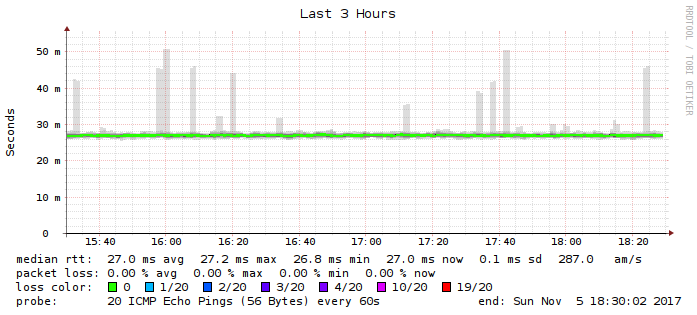 Last 3 Hours
RRDTOOL / TOBI OETIKER
Seconds
50 m
40 m
30 m
20 m
10 m
0
15:40 16:00 16:20 16:40 17:00 17:20 17:40 18:00 18:20
median rtt: 27.0 ms avg 27.2 ms max 26.8 ms min 27.0 ms now 0.1 ms sd 287.0 am/s
packet loss: 0.00 % avg 0.00 % max 0.00 % min 0.00 % now
loss color: 0 1/20 2/20 3/20 4/20 10/20 19/20
probe: 20 ICMP Echo Pings (56 Bytes) every 60s end: Sun Nov 5 18:30:02 2017